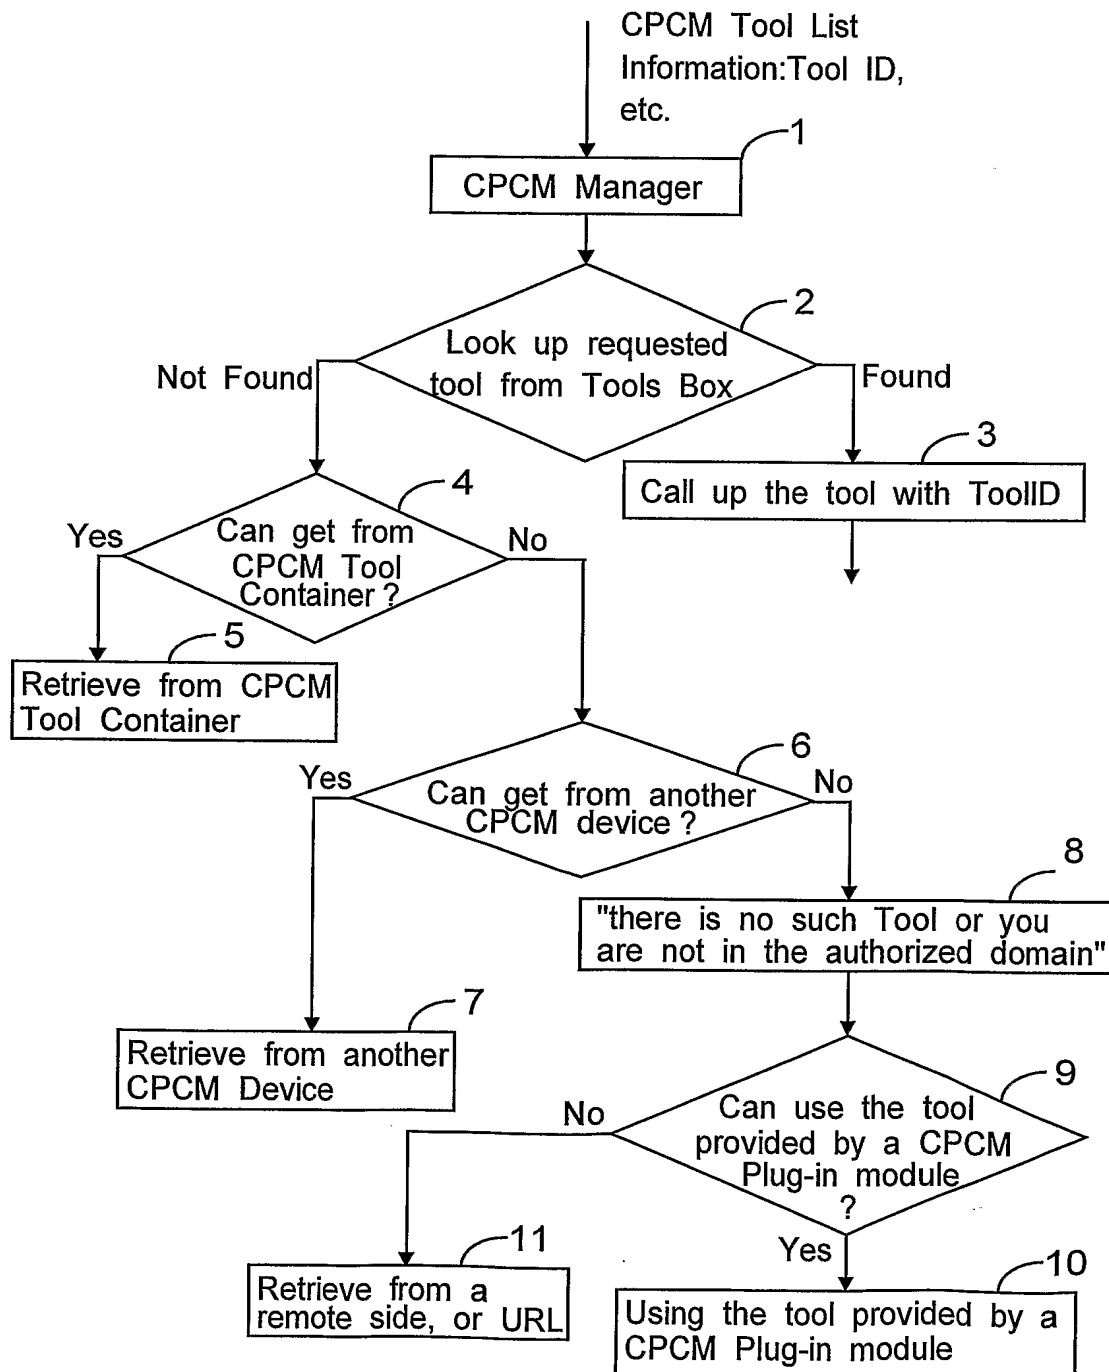 CPCM Tool List
Information:Tool ID,
etc.
1
CPCM Manager
2
Look up requested
tool from Tools Box
Not Found
Found
3
Call up the tool with ToolID
4
Can get from
CPCM Tool
Container?
Yes
No
5
Retrieve from CPCM
Tool Container
6
Can get from another
CPCM device?
Yes
No
7
Retrieve from another
CPCM Device
8
"there is no such Tool or you
are not in the authorized domain"
9
Can use the tool
provided by a CPCM
Plug-in module
?
No
Yes
11
Retrieve from a
remote side, or URL
10
Using the tool provided by a
CPCM Plug-in module